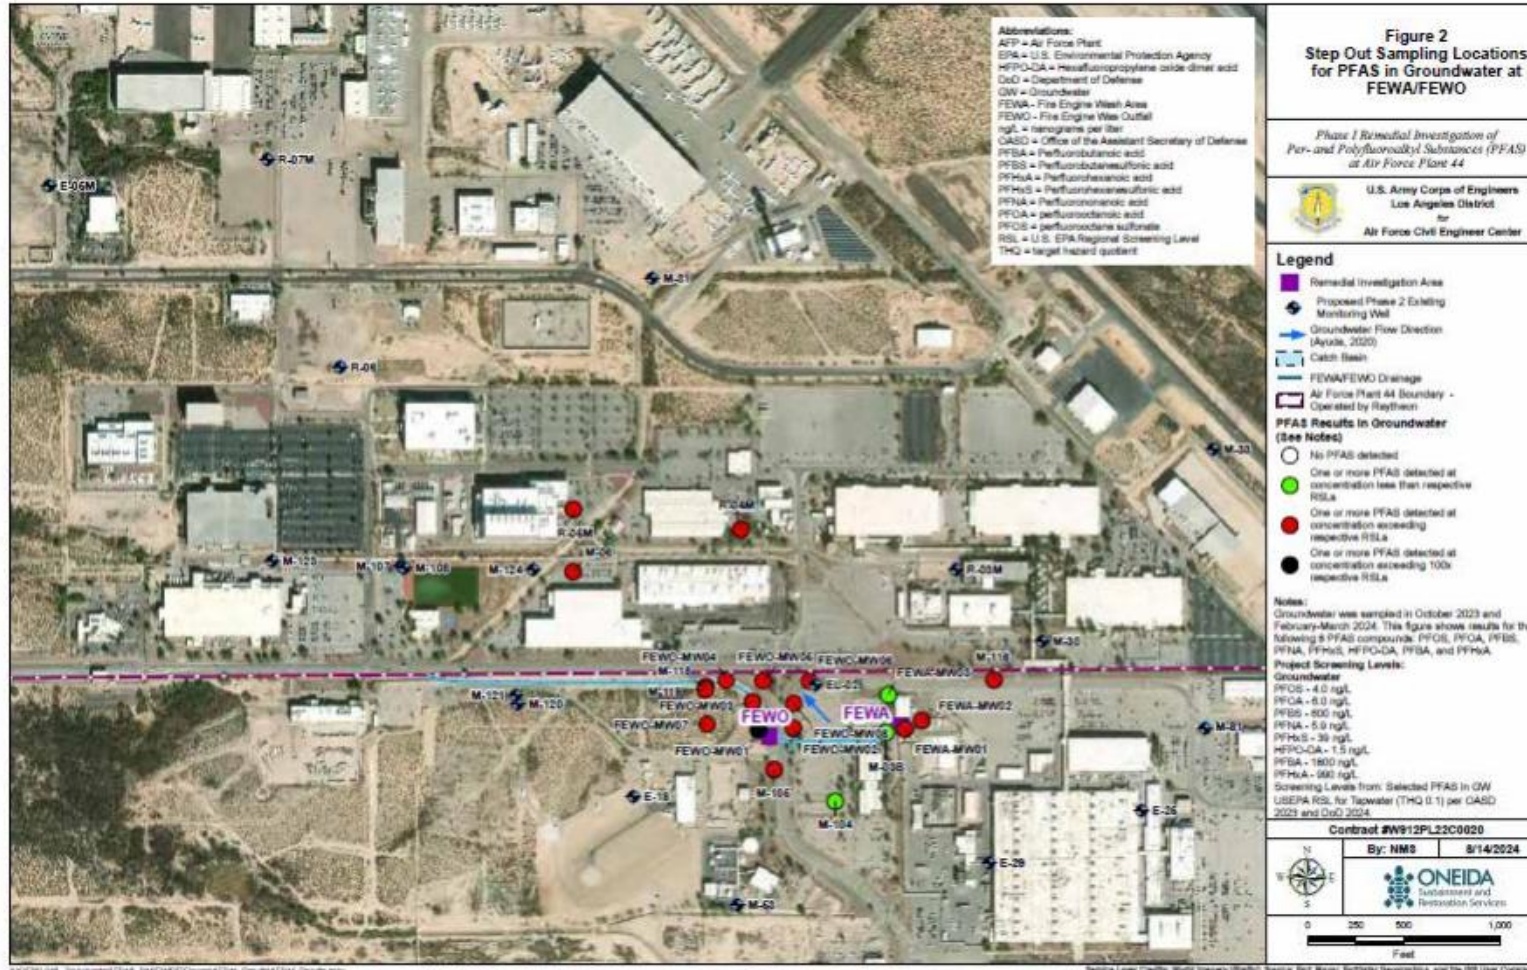 Abbreviations:
AFP = Air Force Plant
EPA = U.S. Environmental Protection Agency
HFPO-DA = Hexafluoropropylene oxide dimer acid
DoD = Department of Defense
GW = Groundwater
FEWA - Fire Engine Wash Area
FEWO - Fire Engine Was Outfall
ng/L = nanograms per liter
OASD = Office of the Assistant Secretary of Defense
PFBA = Perfluorobutanoic acid
PFBS = Perfluorobutanesulfonic acid
PFHxA = Perfluorohexanoic acid
PFHxS = Perfluorohexanesulfonic acid
PFNA = Perfluorononanoic acid
PFOA = perfluorooctanoic acid
PFOS = perfluorooctane sulfonate
RSL = U.S. EPA Regional Screening Level
THQ = target hazard quotient
R-07M
E-06M
M-01
R-06
M-33
R-05M
R-04M
M-06
M-123
M-107
M-108
M-124
R-03M
M-30
FEWO-MW04
FEWO-MW05
FEWO-MW06
FEWA-MW03
M-118
M-119
EL-02
M-121
M-120
FEWO-MW03
FEWO
FEWA
FEWA-MW02
FEWO-MW07
FEWO-MW08
FEWO-MW01
FEWO-MW02
FEWA-MW01
M-81
M-03B
M-105
E-18
M-104
E-25
E-29
M-63
Figure 2
Step Out Sampling Locations
for PFAS in Groundwater at
FEWA/FEWO
Phase I Remedial Investigation of
Per- and Polyfluoroalkyl Substances (PFAS)
at Air Force Plant 44
U.S. Army Corps of Engineers
Los Angeles District
for
Air Force Civil Engineer Center
Legend
Remedial Investigation Area
Proposed Phase 2 Existing
Monitoring Well
Groundwater Flow Direction
(Ayuda, 2020)
Catch Basin
FEWA/FEWO Drainage
Air Force Plant 44 Boundary -
Operated by Raytheon
PFAS Results in Groundwater
(See Notes)
No PFAS detected
One or more PFAS detected at
concentration less than respective
RSLs
One or more PFAS detected at
concentration exceeding
respective RSLs
One or more PFAS detected at
concentration exceeding 100x
respective RSLs
Notes:
Groundwater was sampled in October 2023 and
February-March 2024. This figure shows results for the
following 8 PFAS compounds: PFOS, PFOA, PFBS,
PFNA, PFHxS, HFPO-DA, PFBA, and PFHxA
Project Screening Levels:
Groundwater
PFOS - 4.0 ng/L
PFOA - 6.0 ng/L
PFBS - 600 ng/L
PFNA - 5.9 ng/L
PFHxS - 39 ng/L
HFPO-DA - 1.5 ng/L
PFBA - 1800 ng/L
PFHxA - 990 ng/L
Screening Levels from: Selected PFAS in GW
USEPA RSL for Tapwater (THQ 0.1) per OASD
2023 and DoD 2024.
Contract #W912PL22C0020
By: NMS
8/14/2024
N
W
E
S
ONEIDA
Sustainment and
Restoration Services
0 250 500 1,000
Feet